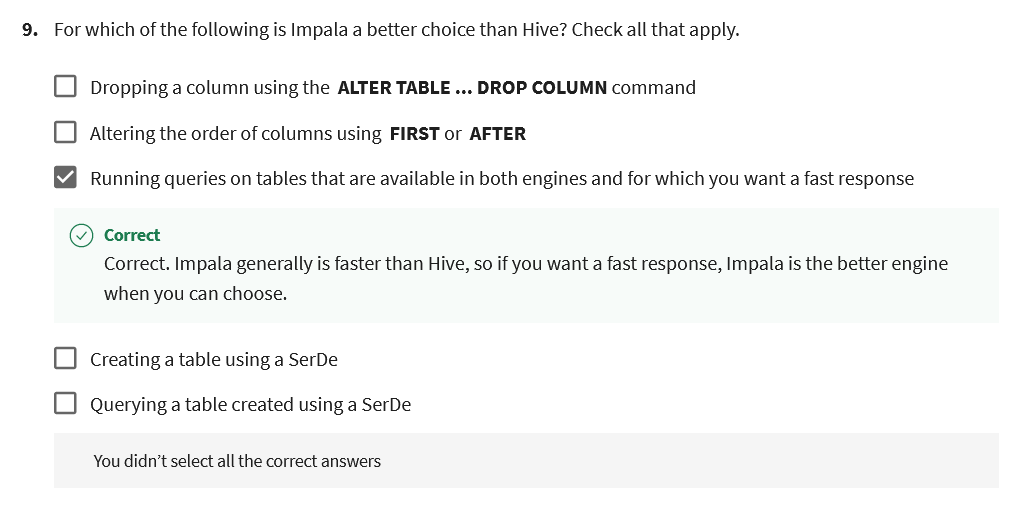 9. For which of the following is Impala a better choice than Hive? Check all that apply.
Dropping a column using the ALTER TABLE ... DROP COLUMN command
Altering the order of columns using FIRST or AFTER
Running queries on tables that are available in both engines and for which you want a fast response
Correct
Correct. Impala generally is faster than Hive, so if you want a fast response, Impala is the better engine
when you can choose.
Creating a table using a SerDe
Querying a table created using a SerDe
You didn’t select all the correct answers